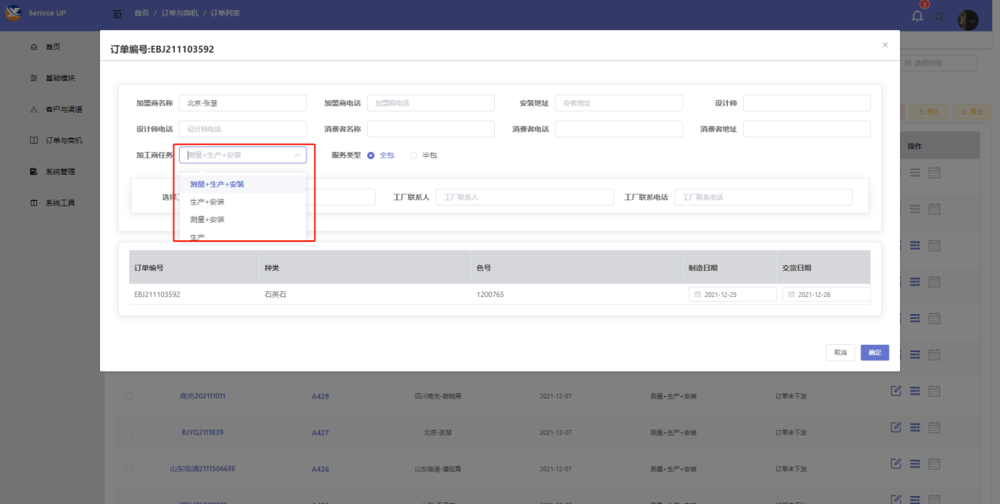 Serivce UP
首页 / 订单与商机 / 订单列表
3
首页
基础模块
客户与渠道
订单与商机
系统管理
系统工具
选择时间
导入
导出
操作
订单编号:EBJ211103592
加盟商名称 北京-张慧 加盟商电话 加盟商电话 安装地址 安装地址 设计师
设计师电话 设计师电话 消费者名称 消费者电话 消费者地址
加工商任务 测量+生产+安装 服务类型 全包 半包
测量+生产+安装
生产+安装
测量+安装
生产
选择 工厂联系人 工厂联系人 工厂联系电话 工厂联系电话
订单编号 种类 色号 制造日期 交货日期
EBJ211103592 石英石 1200765 2021-12-25 2021-12-26
取消 确定
南充202111011 A428 四川南充-谢晓霞 2021-12-07 测量+生产+安装 订单未下发
BJYQ2111039 A427 北京-张慧 2021-12-07 测量+生产+安装 订单未下发
山东临清21115066样 A426 山东临清-潘延青 2021-12-07 测量+生产+安装 订单未下发